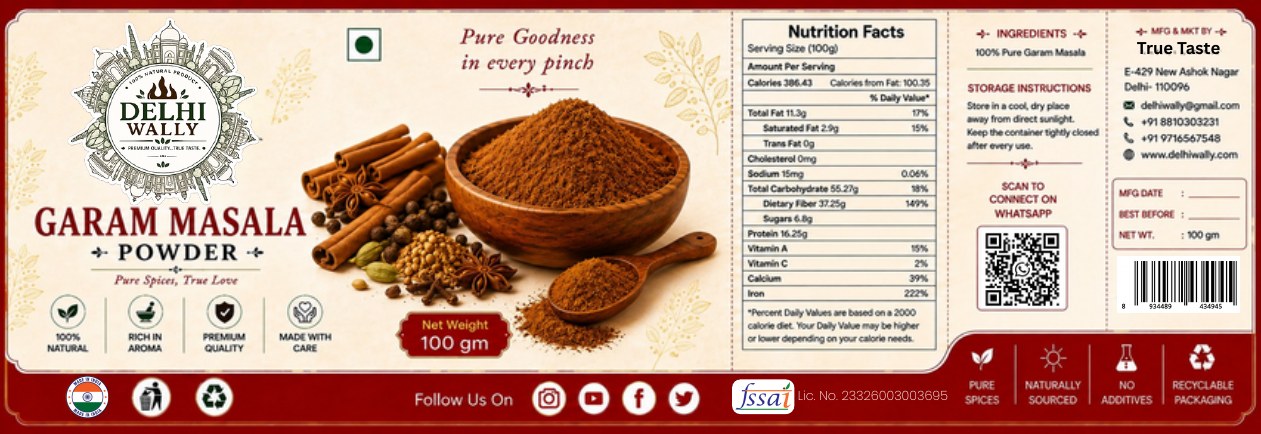 100% NATURAL PRODUCT
DELHI
WALLY
PREMIUM QUALITY...TRUE TASTE.
GARAM MASALA
POWDER
Pure Spices, True Love
100%
NATURAL
RICH IN
AROMA
PREMIUM
QUALITY
MADE WITH
CARE
Pure Goodness
in every pinch
Net Weight
100 gm
Nutrition Facts
Serving Size (100g)
Amount Per Serving
Calories 386.43 Calories from Fat: 100.35
% Daily Value*
Total Fat 11.3g 17%
Saturated Fat 2.9g 15%
Trans Fat 0g
Cholesterol 0mg
Sodium 15mg 0.06%
Total Carbohydrate 55.27g 18%
Dietary Fiber 37.25g 149%
Sugars 6.8g
Protein 16.25g
Vitamin A 15%
Vitamin C 2%
Calcium 39%
Iron 222%
*Percent Daily Values are based on a 2000
calorie diet. Your Daily Value may be higher
or lower depending on your calorie needs.
INGREDIENTS
100% Pure Garam Masala
STORAGE INSTRUCTIONS
Store in a cool, dry place
away from direct sunlight.
Keep the container tightly closed
after every use.
SCAN TO
CONNECT ON
WHATSAPP
MFG & MKT BY
True Taste
E-429 New Ashok Nagar
Delhi- 110096
delhiwally@gmail.com
+91 8810303231
+91 9716567548
www.delhiwally.com
MFG DATE : ________
BEST BEFORE : ________
NET WT. : 100 gm
8 934489 434945
MADE IN INDIA
MADE IN INDIA
Follow Us On
fssai Lic. No. 23326003003695
PURE
SPICES
NATURALLY
SOURCED
NO
ADDITIVES
RECYCLABLE
PACKAGING